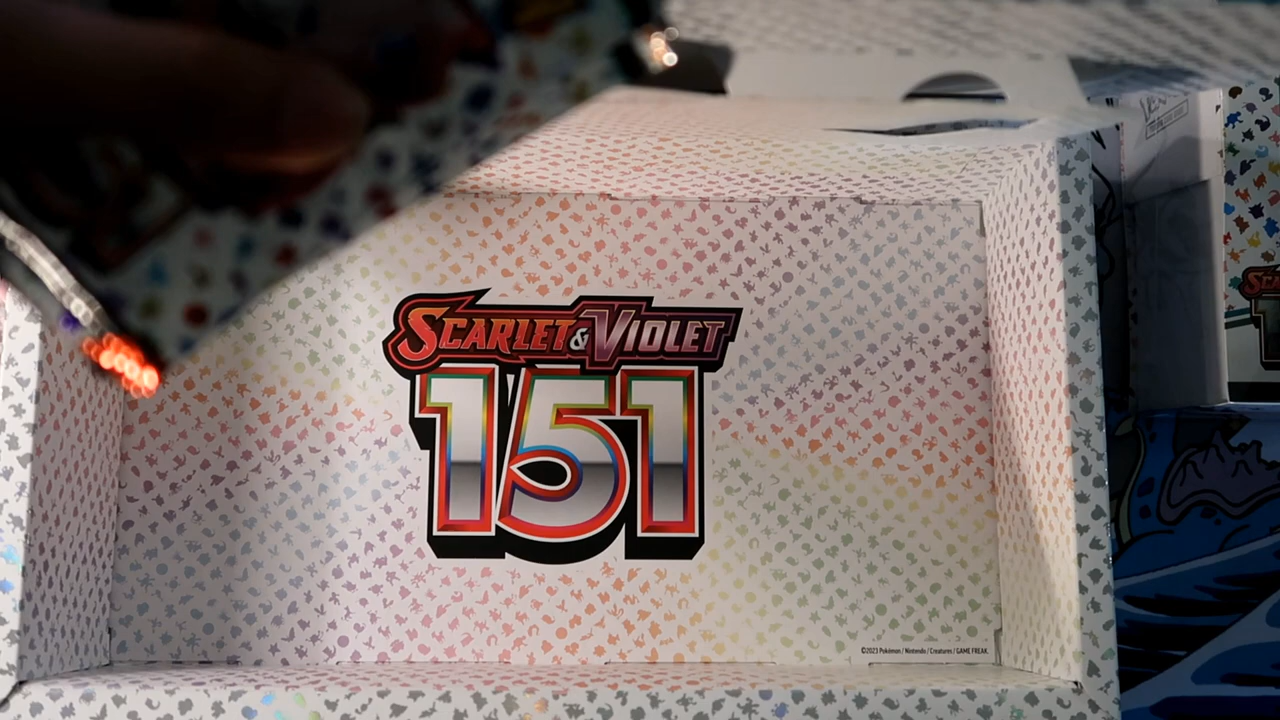 SCARLET & VIOLET
151
©2023 Pokémon / Nintendo / Creatures / GAME FREAK.